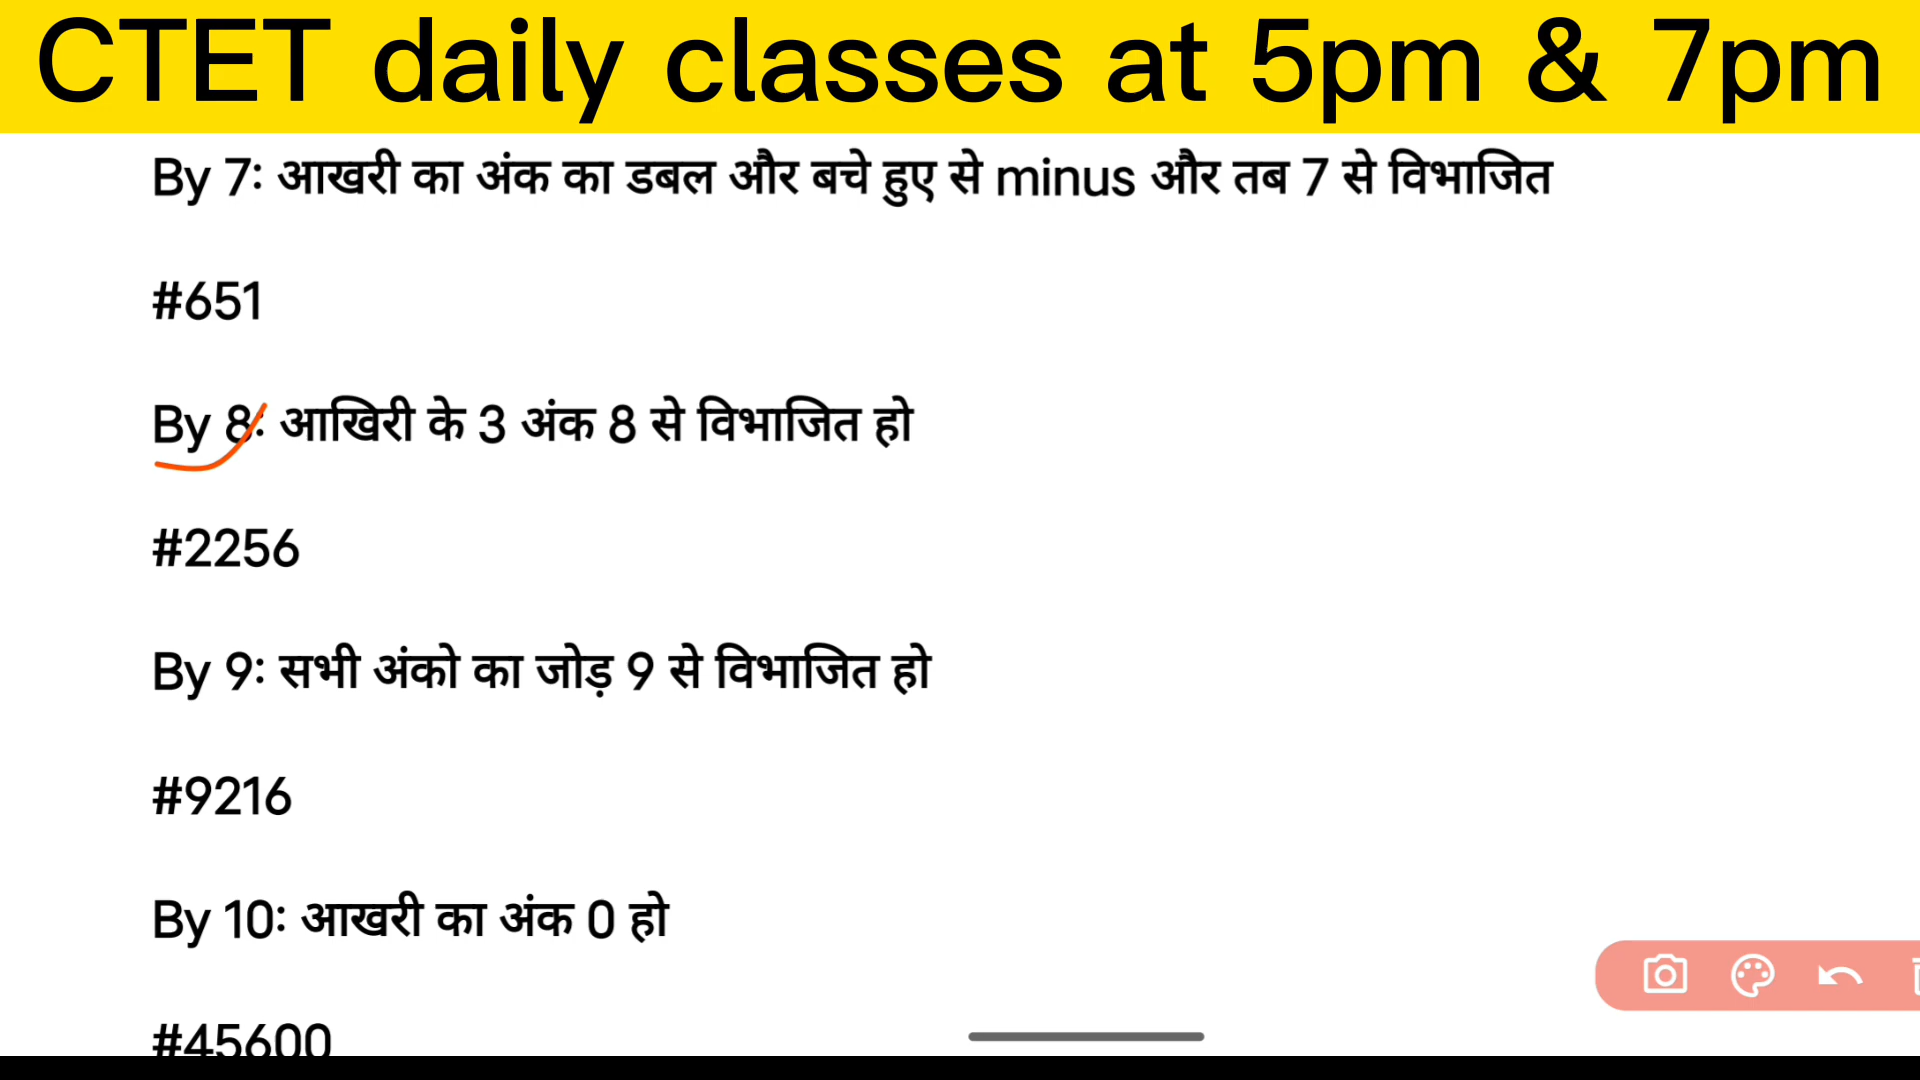 CTET daily classes at 5pm & 7pm
By 7: आखरी का अंक का डबल और बचे हुए से minus और तब 7 से विभाजित
#651
By 8: आखिरी के 3 अंक 8 से विभाजित हो
#2256
By 9: सभी अंको का जोड़ 9 से विभाजित हो
#9216
By 10: आखरी का अंक 0 हो
#45600